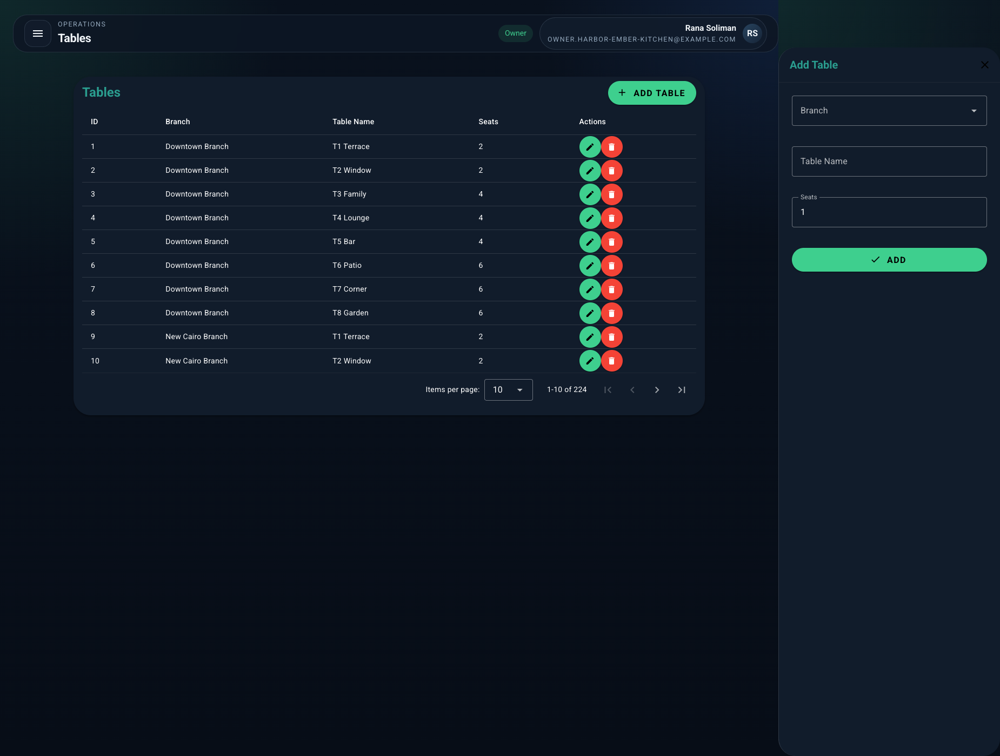 OPERATIONS
Tables
Owner
Rana Soliman
OWNER.HARBOR-EMBER-KITCHEN@EXAMPLE.COM
RS
Tables
ADD TABLE
ID Branch Table Name Seats Actions
1 Downtown Branch T1 Terrace 2
2 Downtown Branch T2 Window 2
3 Downtown Branch T3 Family 4
4 Downtown Branch T4 Lounge 4
5 Downtown Branch T5 Bar 4
6 Downtown Branch T6 Patio 6
7 Downtown Branch T7 Corner 6
8 Downtown Branch T8 Garden 6
9 New Cairo Branch T1 Terrace 2
10 New Cairo Branch T2 Window 2
Items per page: 10 1-10 of 224
Add Table
Branch
Table Name
Seats
1
ADD